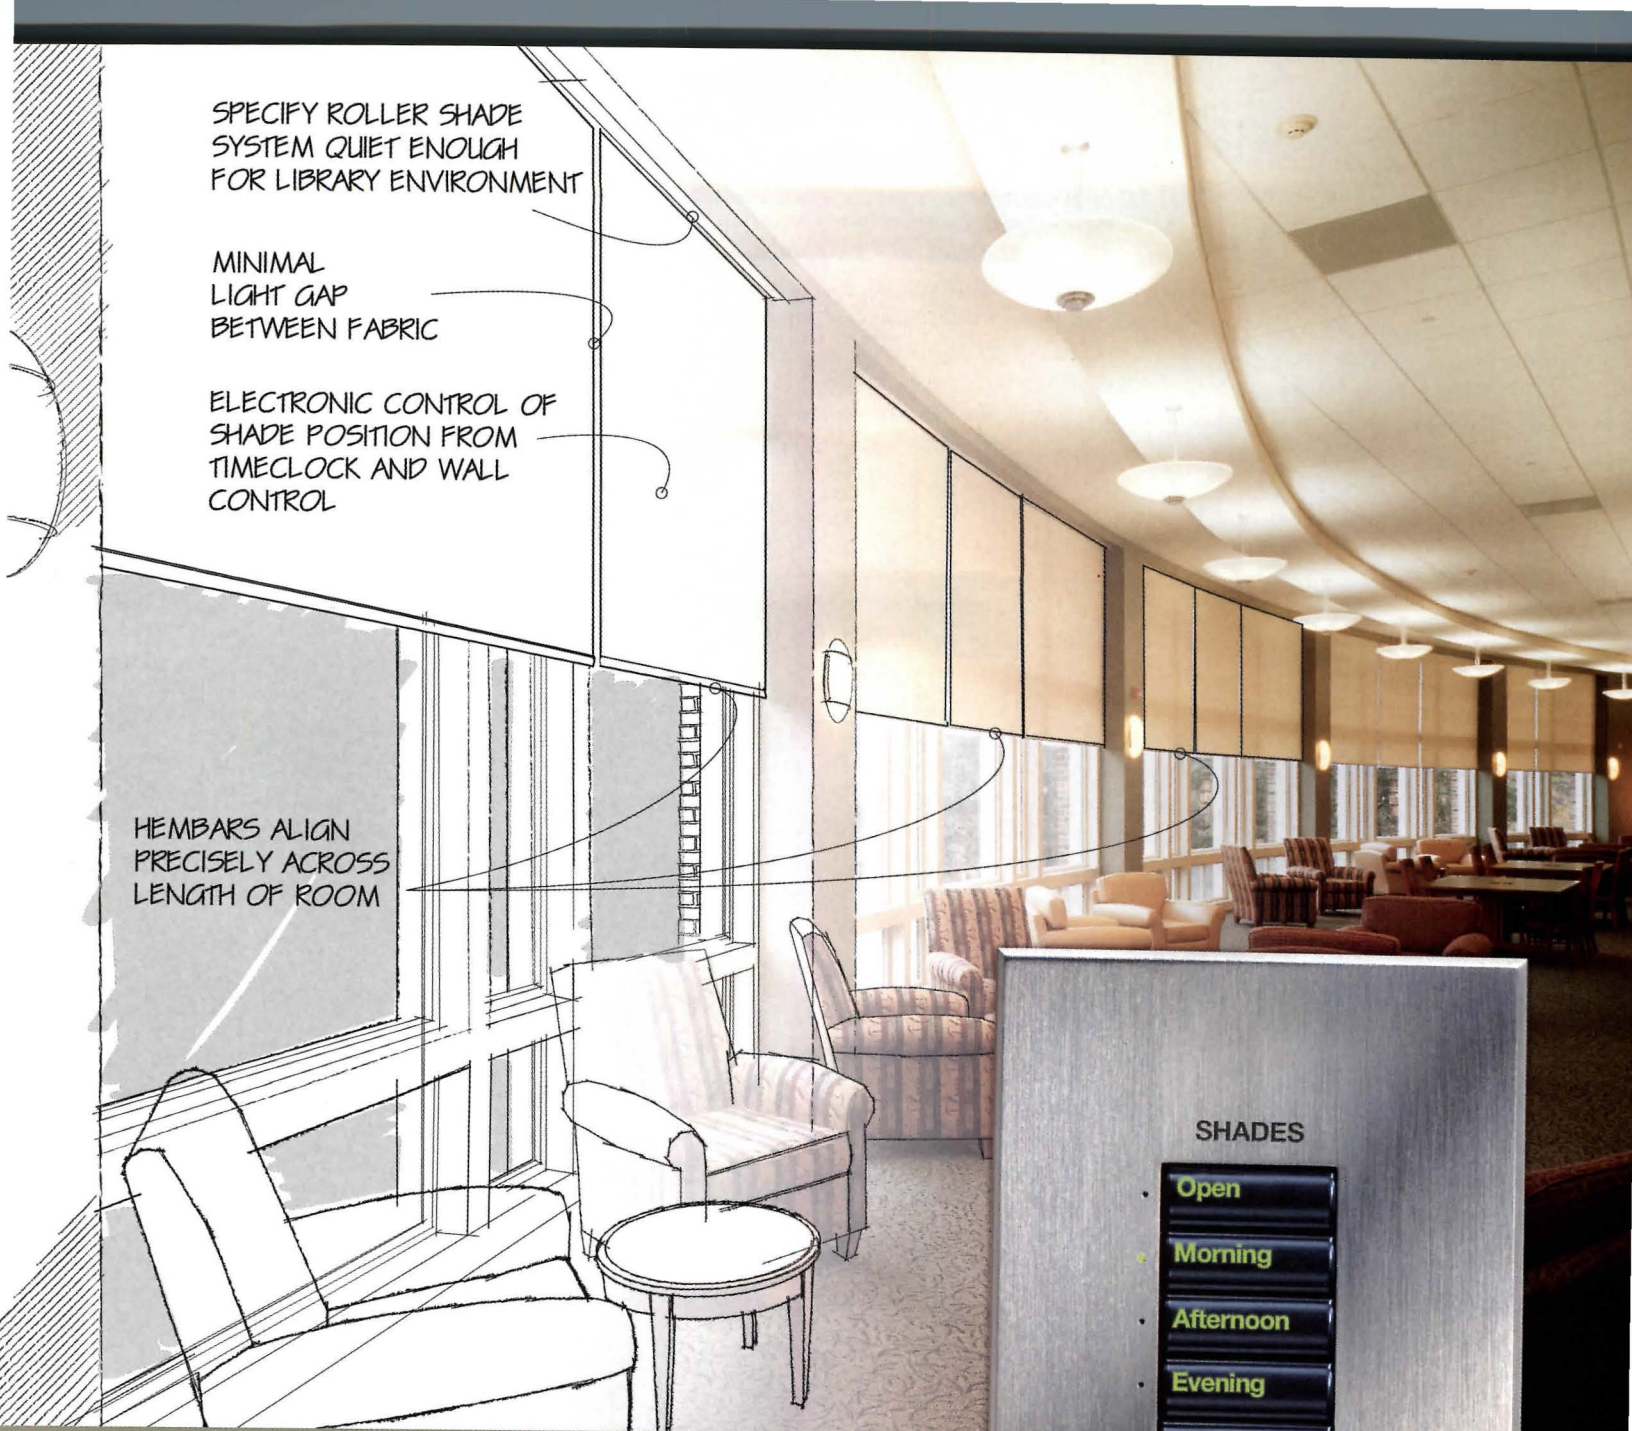 SPECIFY ROLLER SHADE
SYSTEM QUIET ENOUGH
FOR LIBRARY ENVIRONMENT
MINIMAL
LIGHT GAP
BETWEEN FABRIC
ELECTRONIC CONTROL OF
SHADE POSITION FROM
TIMECLOCK AND WALL
CONTROL
HEMBARS ALIGN
PRECISELY ACROSS
LENGTH OF ROOM
SHADES
Open
Morning
Afternoon
Evening